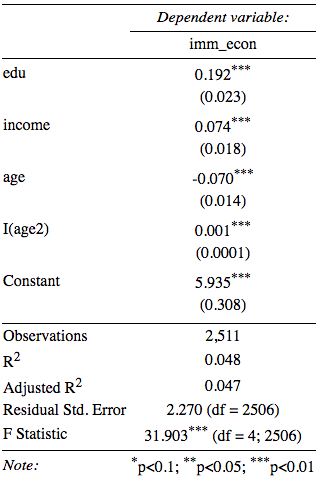 Dependent variable:
imm_econ
edu 0.192***
(0.023)
income 0.074***
(0.018)
age -0.070***
(0.014)
I(age2) 0.001***
(0.0001)
Constant 5.935***
(0.308)
Observations 2,511
R2 0.048
Adjusted R2 0.047
Residual Std. Error 2.270 (df = 2506)
F Statistic 31.903*** (df = 4; 2506)
Note: *p<0.1; **p<0.05; ***p<0.01